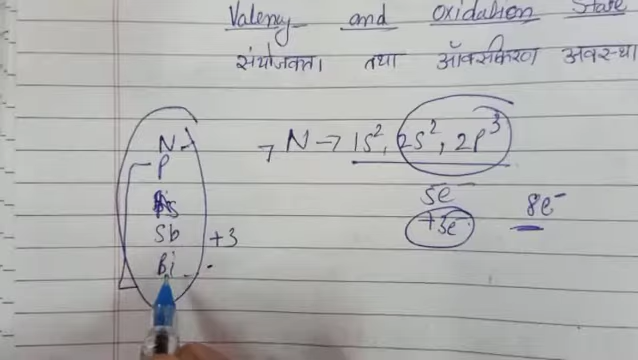 Valency and Oxidation State
संयोजकता तथा ऑक्सीकरण अवस्था
N
P
As
Sb +3
Bi
7 N → 1s², 2s², 2p³
5e⁻
+3e⁻
8e⁻